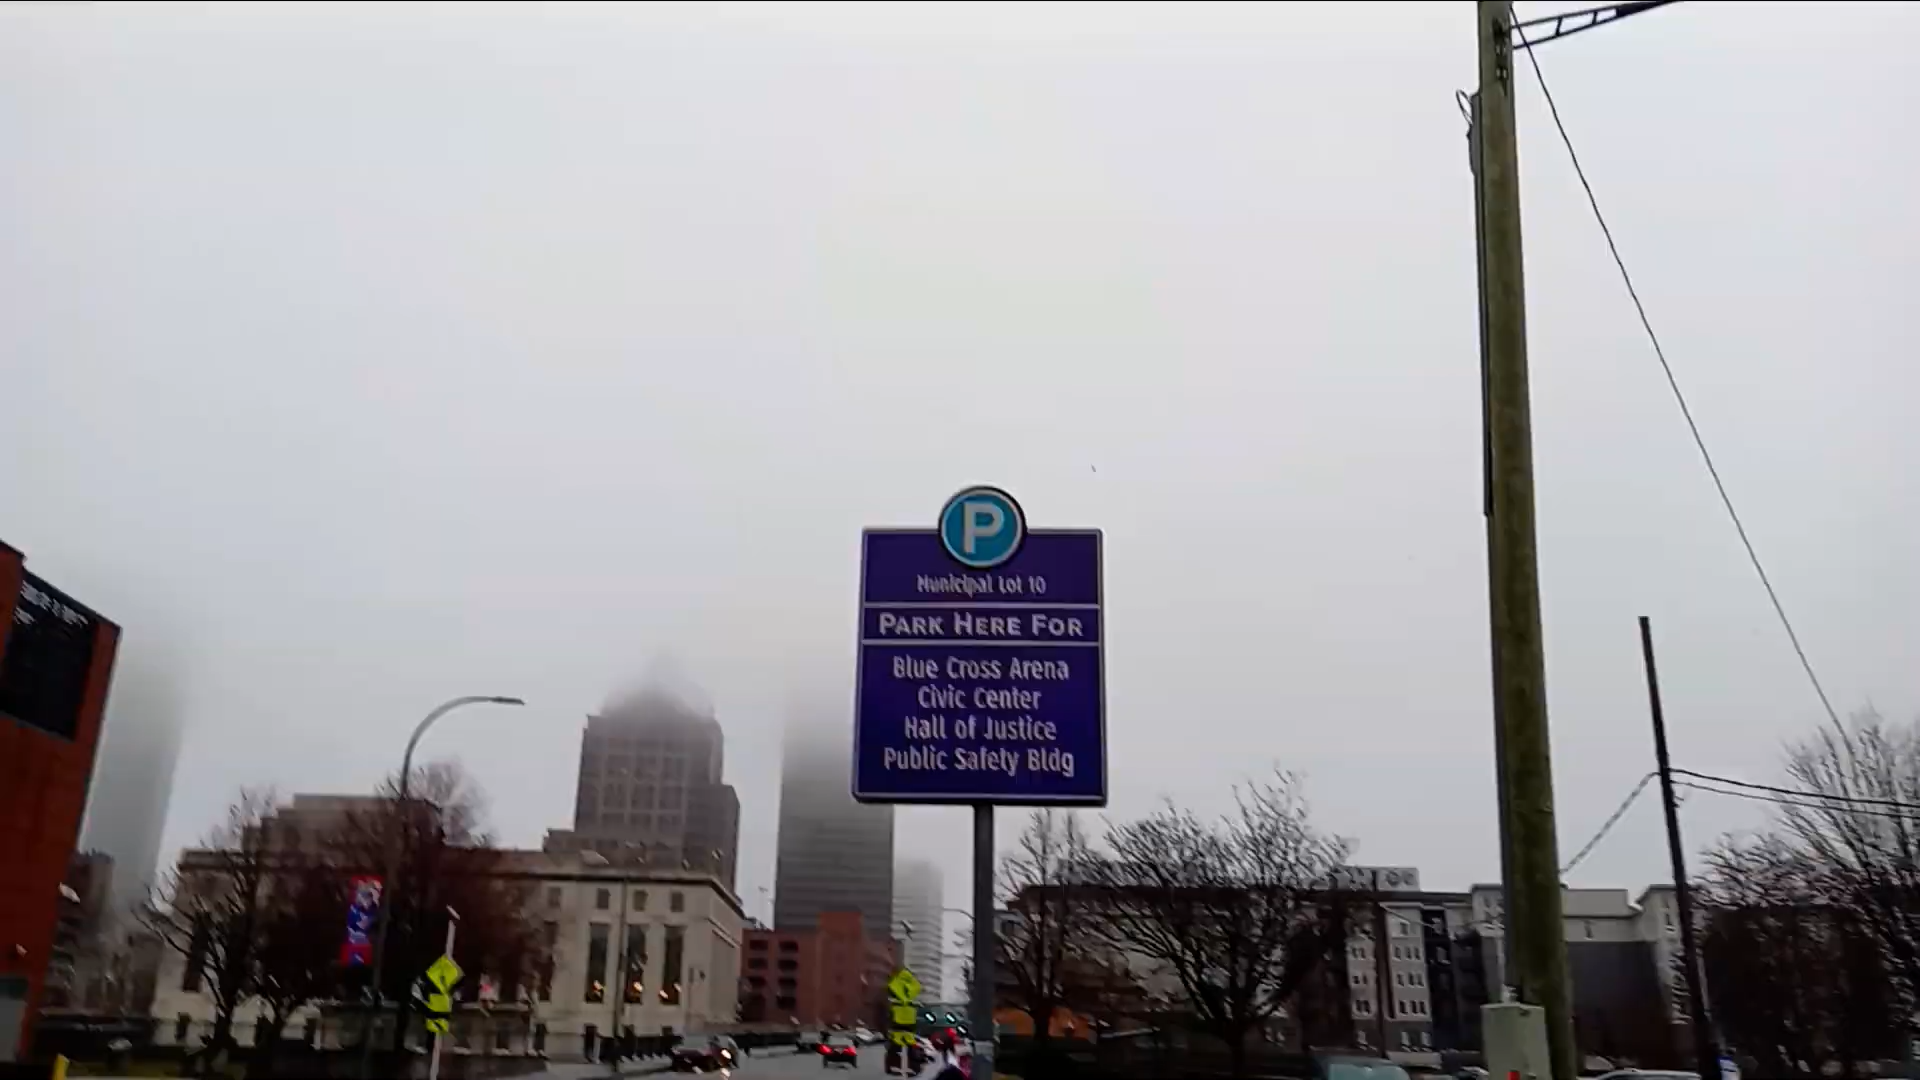 P
Municipal Lot 10
PARK HERE FOR
Blue Cross Arena
Civic Center
Hall of Justice
Public Safety Bldg